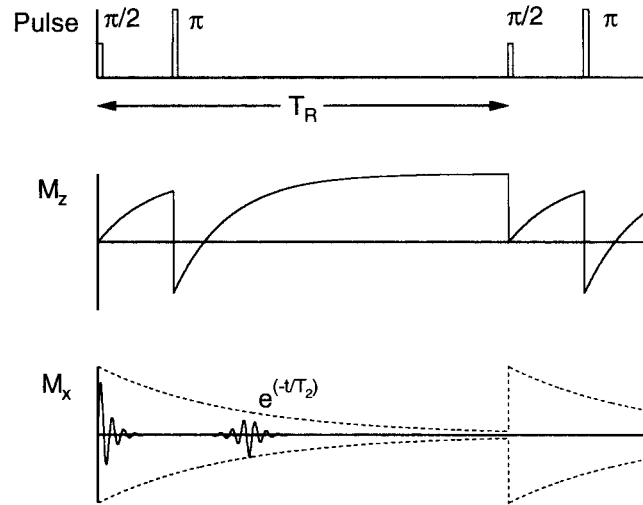 Pulse π/2 π π/2 π
T_R
M_z
M_x
e^(-t/T_2)